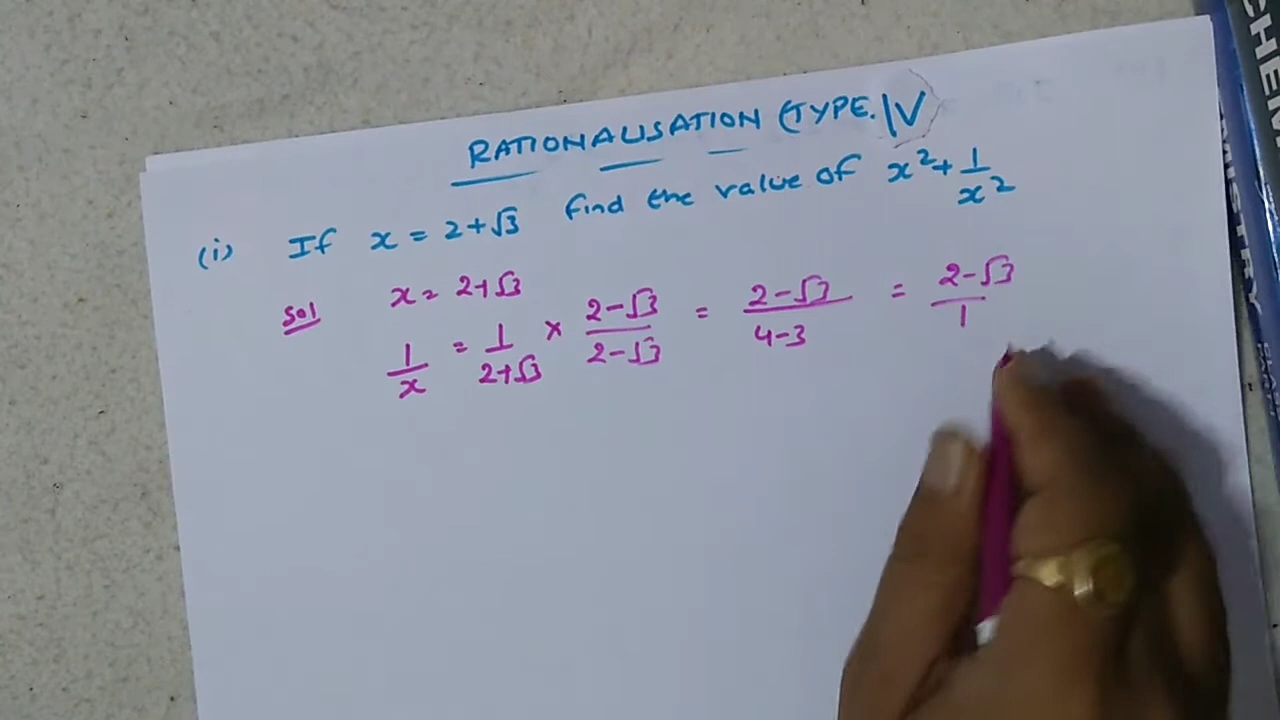 RATIONALISATION (TYPE.IV)
(i) If x = 2+√3 find the value of x²+1/x²
Sol x = 2+√3
1/x = 1/2+√3 × 2-√3/2-√3 = 2-√3/4-3 = 2-√3/1
CHEM